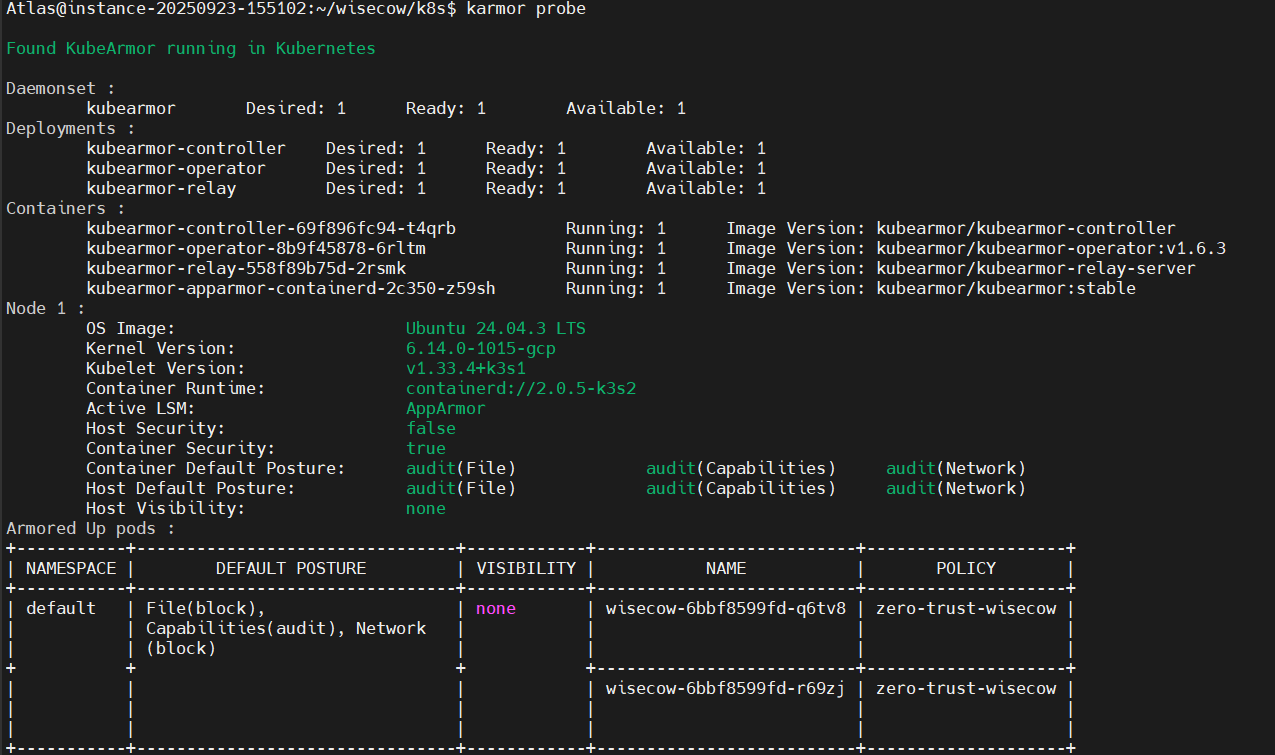 Atlas@instance-20250923-155102:~/wisecow/k8s$ karmor probe
Found KubeArmor running in Kubernetes
Daemonset :
kubearmor Desired: 1 Ready: 1 Available: 1
Deployments :
kubearmor-controller Desired: 1 Ready: 1 Available: 1
kubearmor-operator Desired: 1 Ready: 1 Available: 1
kubearmor-relay Desired: 1 Ready: 1 Available: 1
Containers :
kubearmor-controller-69f896fc94-t4qrb Running: 1 Image Version: kubearmor/kubearmor-controller
kubearmor-operator-8b9f45878-6rltm Running: 1 Image Version: kubearmor/kubearmor-operator:v1.6.3
kubearmor-relay-558f89b75d-2rsmk Running: 1 Image Version: kubearmor/kubearmor-relay-server
kubearmor-apparmor-containerd-2c350-z59sh Running: 1 Image Version: kubearmor/kubearmor:stable
Node 1 :
OS Image: Ubuntu 24.04.3 LTS
Kernel Version: 6.14.0-1015-gcp
Kubelet Version: v1.33.4+k3s1
Container Runtime: containerd://2.0.5-k3s2
Active LSM: AppArmor
Host Security: false
Container Security: true
Container Default Posture: audit(File) audit(Capabilities) audit(Network)
Host Default Posture: audit(File) audit(Capabilities) audit(Network)
Host Visibility: none
Armored Up pods :
+-----------+--------------------------------+------------+--------------------------+--------------------+
| NAMESPACE | DEFAULT POSTURE | VISIBILITY | NAME | POLICY |
+-----------+--------------------------------+------------+--------------------------+--------------------+
| default | File(block), | none | wisecow-6bbf8599fd-q6tv8 | zero-trust-wisecow |
| | Capabilities(audit), Network | | | |
| | (block) | | | |
+ + + +--------------------------+--------------------+
| | | | wisecow-6bbf8599fd-r69zj | zero-trust-wisecow |
| | | | | |
| | | | | |
+-----------+--------------------------------+------------+--------------------------+--------------------+